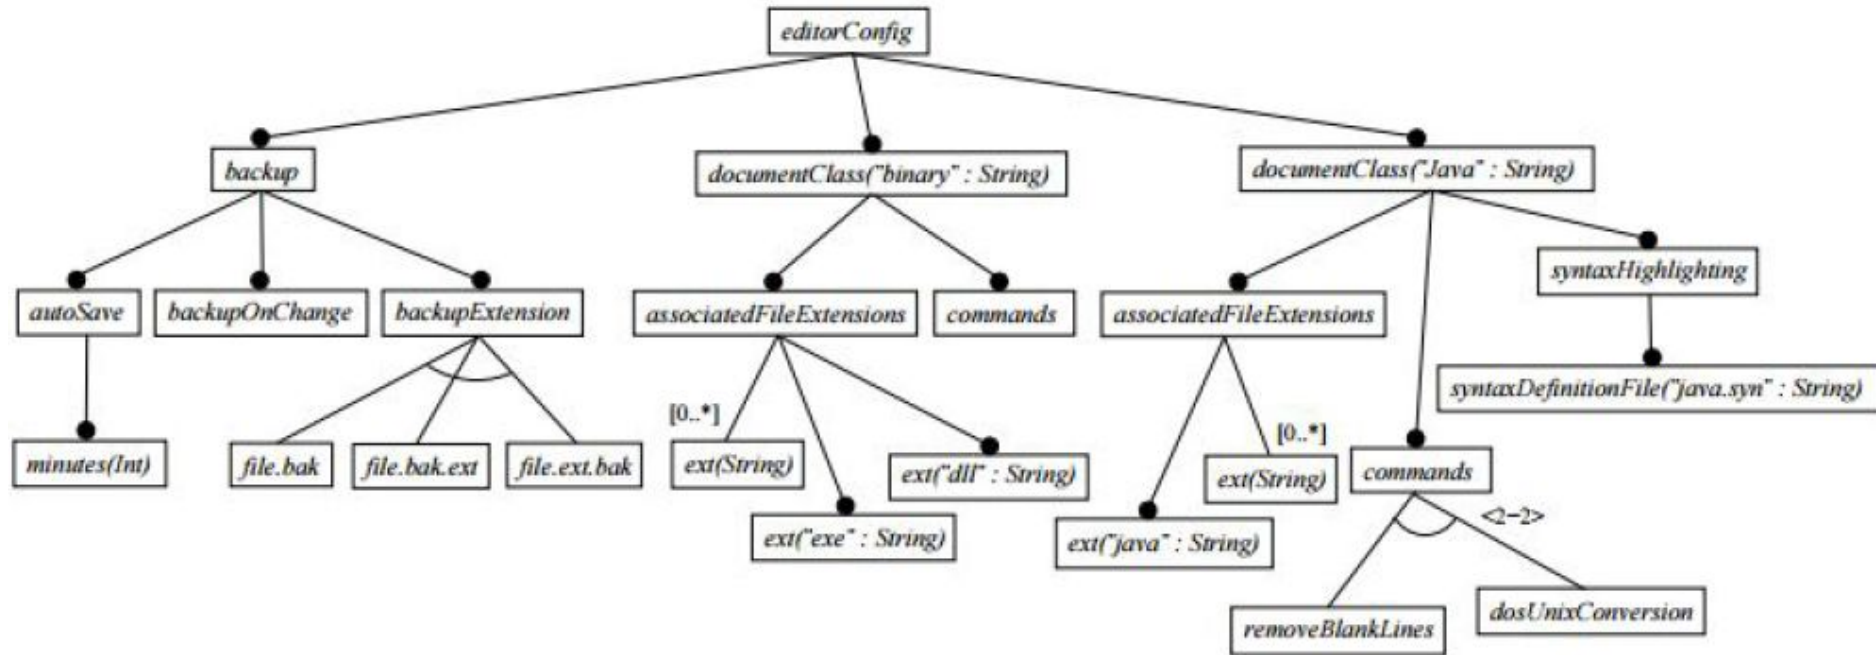 editorConfig
backup
documentClass("binary" : String)
documentClass("Java" : String)
autoSave
backupOnChange
backupExtension
associatedFileExtensions
commands
associatedFileExtensions
syntaxHighlighting
syntaxDefinitionFile("java.syn" : String)
minutes(Int)
file.bak
file.bak.ext
file.ext.bak
[0..*]
ext(String)
ext("dll" : String)
ext("exe" : String)
[0..*]
ext(String)
ext("java" : String)
commands
<2-2>
removeBlankLines
dosUnixConversion